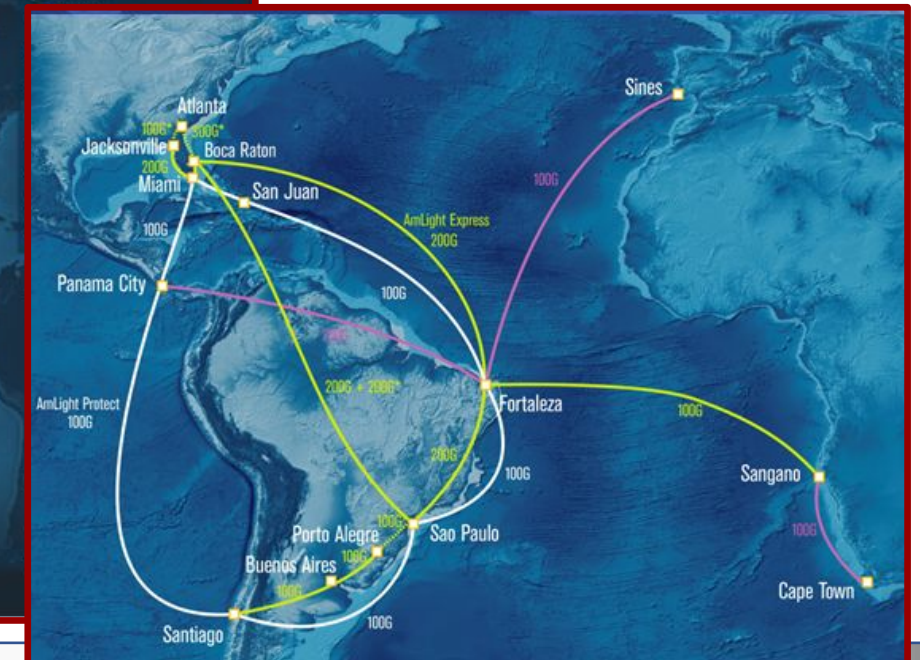 Atlanta
100G*
300G*
Jacksonville
Boca Raton
200G
Miami
San Juan
100G
Sines
100G
AmLight Express
200G
Panama City
100G
200G + 200G*
Fortaleza
100G
AmLight Protect
100G
200G
100G
Sangano
100G
Sao Paulo
Porto Alegre
100G
100G
Buenos Aires
100G
Cape Town
100G
Santiago